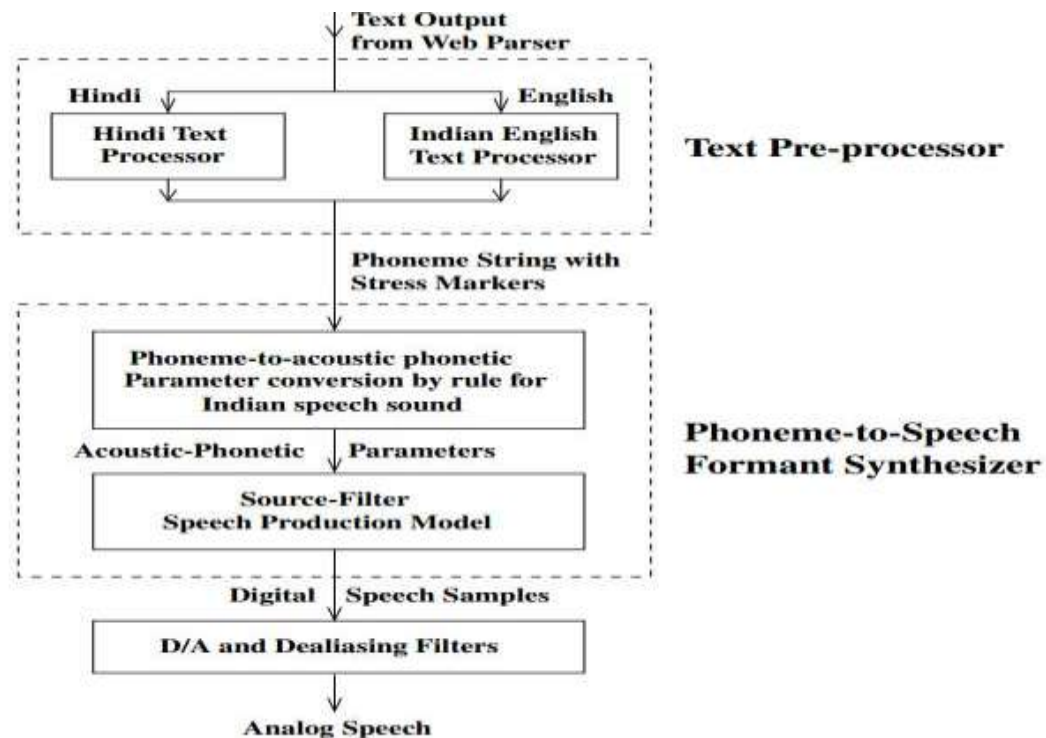 Text Output
from Web Parser
Hindi
English
Hindi Text
Processor
Indian English
Text Processor
Text Pre-processor
Phoneme String with
Stress Markers
Phoneme-to-acoustic phonetic
Parameter conversion by rule for
Indian speech sound
Acoustic-Phonetic Parameters
Phoneme-to-Speech
Formant Synthesizer
Source-Filter
Speech Production Model
Digital Speech Samples
D/A and Dealiasing Filters
Analog Speech